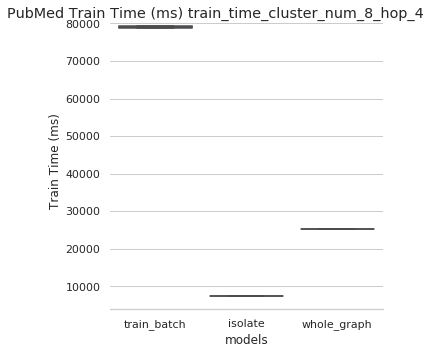 PubMed Train Time (ms) train_time_cluster_num_8_hop_4
80000
70000
60000
50000
40000
30000
20000
10000
Train Time (ms)
train_batch
isolate
whole_graph
models